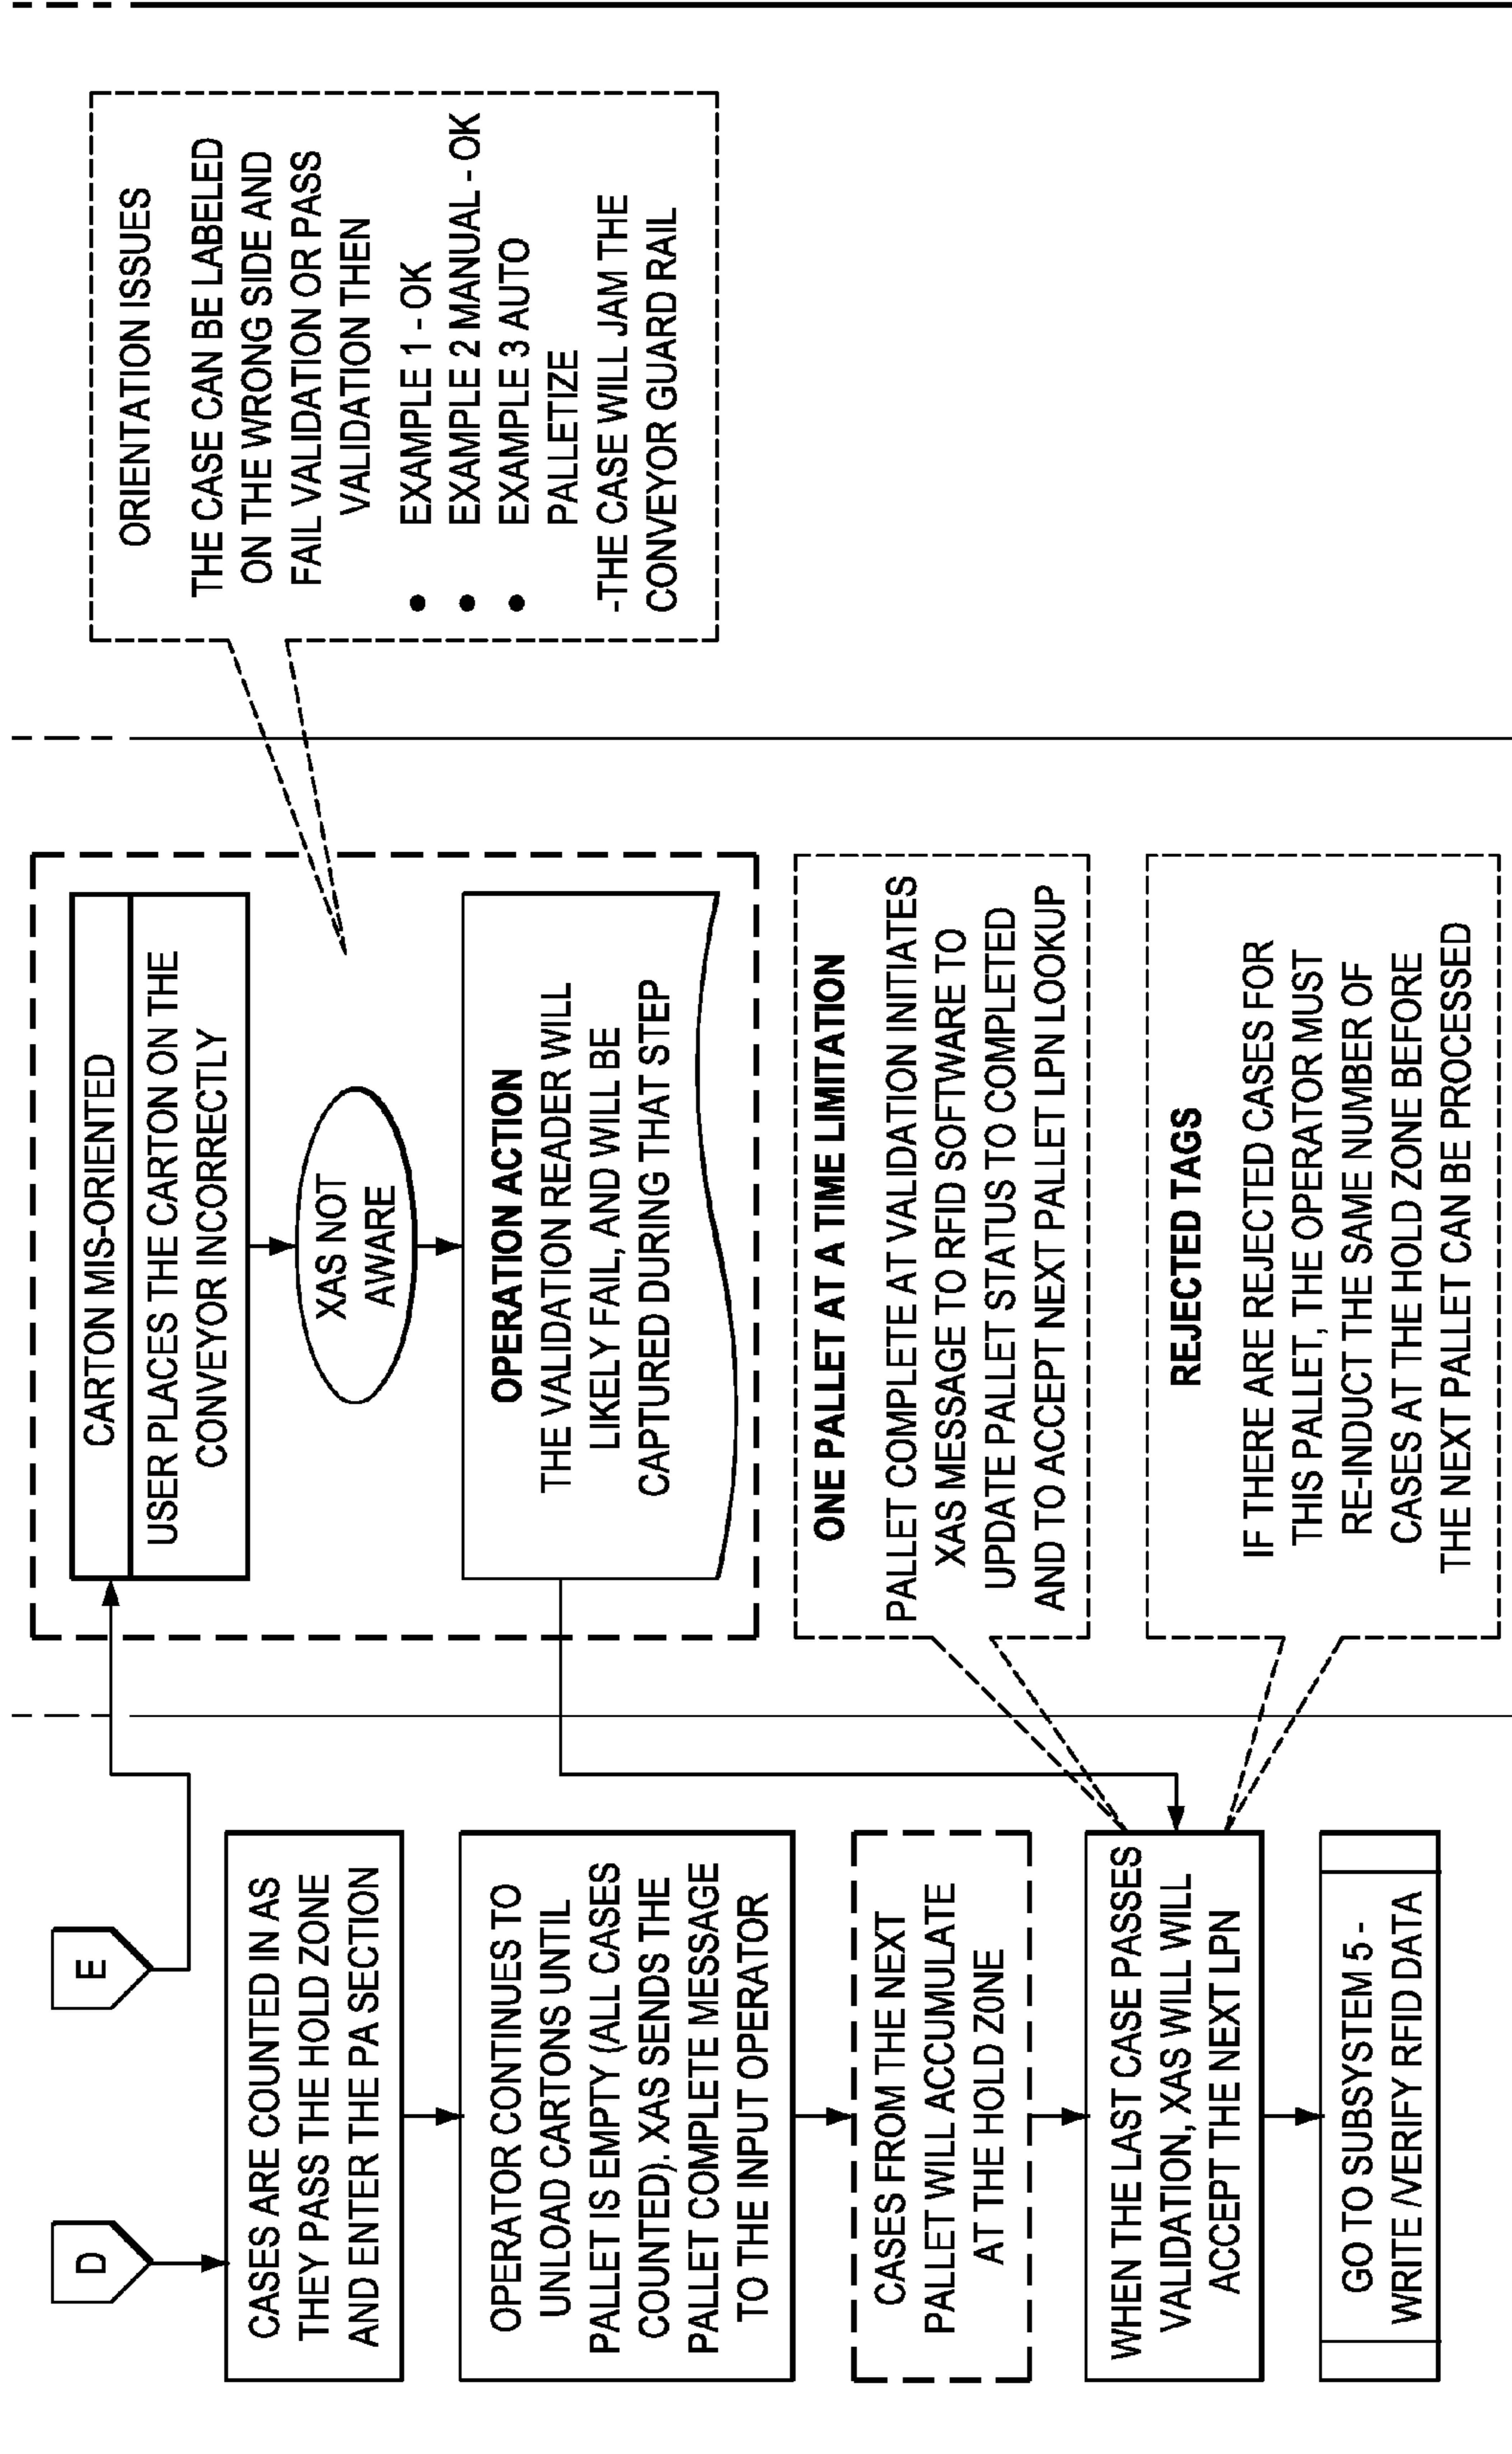 D
E
CASES ARE COUNTED IN AS
THEY PASS THE HOLD ZONE
AND ENTER THE PA SECTION
OPERATOR CONTINUES TO
UNLOAD CARTONS UNTIL
PALLET IS EMPTY (ALL CASES
COUNTED). XAS SENDS THE
PALLET COMPLETE MESSAGE
TO THE INPUT OPERATOR
CASES FROM THE NEXT
PALLET WILL ACCUMULATE
AT THE HOLD ZONE
WHEN THE LAST CASE PASSES
VALIDATION, XAS WILL WILL
ACCEPT THE NEXT LPN
GO TO SUBSYSTEM 5 -
WRITE /VERIFY RFID DATA
CARTON MIS-ORIENTED
USER PLACES THE CARTON ON THE
CONVEYOR INCORRECTLY
XAS NOT
AWARE
OPERATION ACTION
THE VALIDATION READER WILL
LIKELY FAIL, AND WILL BE
CAPTURED DURING THAT STEP
ONE PALLET AT A TIME LIMITATION
PALLET COMPLETE AT VALIDATION INITIATES
XAS MESSAGE TO RFID SOFTWARE TO
UPDATE PALLET STATUS TO COMPLETED
AND TO ACCEPT NEXT PALLET LPN LOOKUP
REJECTED TAGS
IF THERE ARE REJECTED CASES FOR
THIS PALLET, THE OPERATOR MUST
RE-INDUCT THE SAME NUMBER OF
CASES AT THE HOLD ZONE BEFORE
THE NEXT PALLET CAN BE PROCESSED
ORIENTATION ISSUES
THE CASE CAN BE LABELED
ON THE WRONG SIDE AND
FAIL VALIDATION OR PASS
VALIDATION THEN
• EXAMPLE 1 - OK
• EXAMPLE 2 MANUAL - OK
• EXAMPLE 3 AUTO
PALLETIZE
-THE CASE WILL JAM THE
CONVEYOR GUARD RAIL